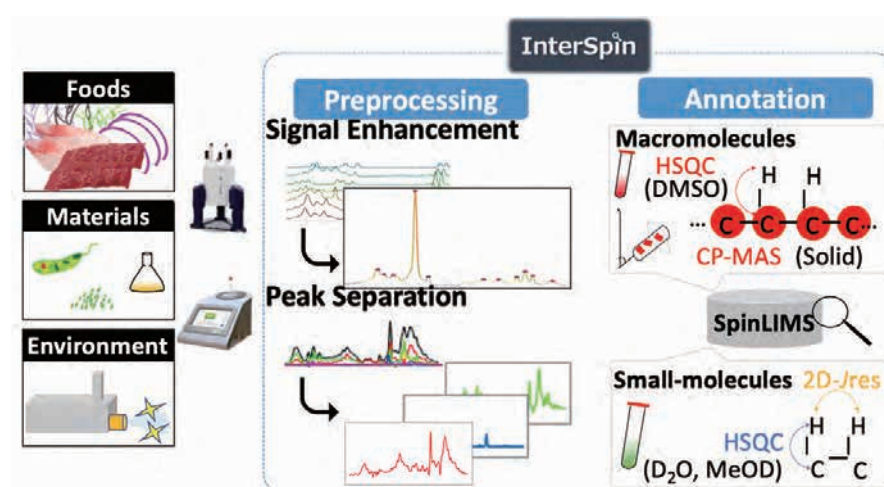 InterSpin
Foods
Materials
Environment
Preprocessing
Signal Enhancement
Peak Separation
Annotation
Macromolecules
HSQC
(DMSO)
H H
... C C C C...
CP-MAS (Solid)
SpinLIMS
Small-molecules 2D-Jres
HSQC
H H
(D₂O, MeOD)
C C